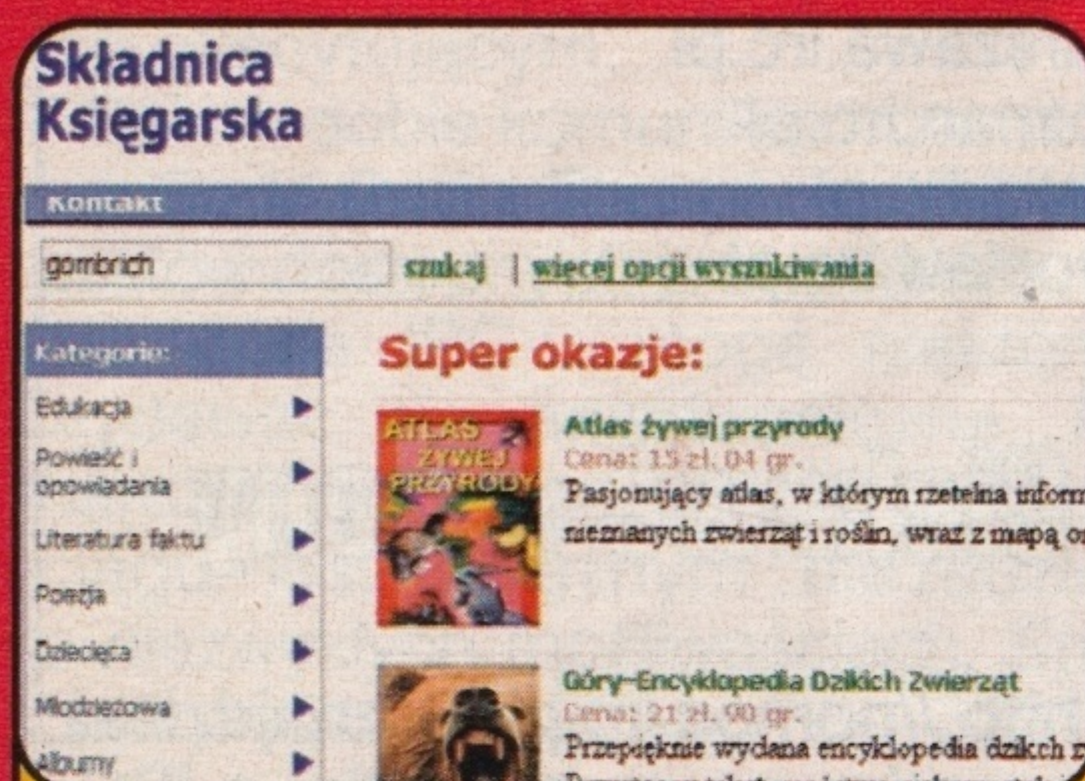 Składnica
Księgarska
Kontakt
gombrich szukaj | więcej opcji wyszukiwania
Kategorie:
Edukacja
Powieść i
opowiadania
Literatura faktu
Poezja
Dziecięca
Młodzieżowa
Albumy
Super okazje:
ATLAS
ŻYWEJ
PRZYRODY
Atlas żywej przyrody
Cena: 15 zł. 04 gr.
Pasjonujący atlas, w którym rzetelna inform
nieznanych zwierząt i roślin, wraz z mapą
Góry-Encyklopedia Dzikich Zwierząt
Cena: 21 zł. 90 gr.
Przepięknie wydana encyklopedia dzikch